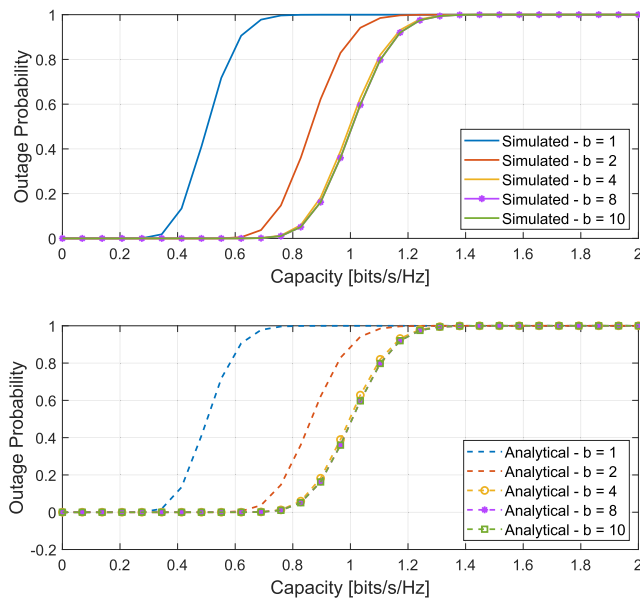 1
0.8
0.6
0.4
0.2
0
Outage Probability
Simulated - b = 1
Simulated - b = 2
Simulated - b = 4
Simulated - b = 8
Simulated - b = 10
0 0.2 0.4 0.6 0.8 1 1.2 1.4 1.6 1.8 2
Capacity [bits/s/Hz]
1
0.8
0.6
0.4
0.2
0
-0.2
Outage Probability
Analytical - b = 1
Analytical - b = 2
Analytical - b = 4
Analytical - b = 8
Analytical - b = 10
0 0.2 0.4 0.6 0.8 1 1.2 1.4 1.6 1.8 2
Capacity [bits/s/Hz]